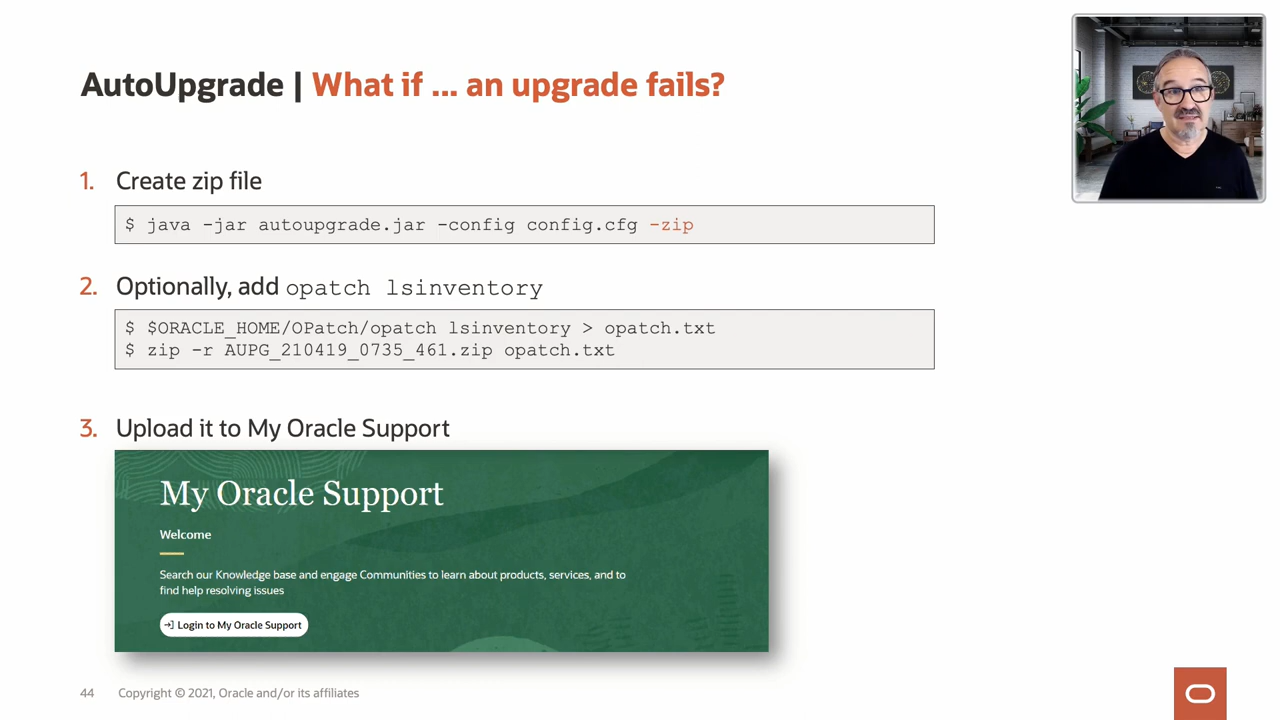 AutoUpgrade | What if ... an upgrade fails?
1. Create zip file
$ java -jar autoupgrade.jar -config config.cfg -zip
2. Optionally, add opatch lsinventory
$ $ORACLE_HOME/OPatch/opatch lsinventory > opatch.txt
$ zip -r AUPG_210419_0735_461.zip opatch.txt
3. Upload it to My Oracle Support
My Oracle Support
Welcome
Search our Knowledge base and engage Communities to learn about products, services, and to
find help resolving issues
Login to My Oracle Support
44 Copyright © 2021, Oracle and/or its affiliates